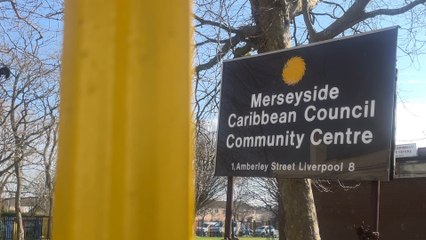 Merseyside
Caribbean Council
Community Centre
1. Amberley Street Liverpool 8